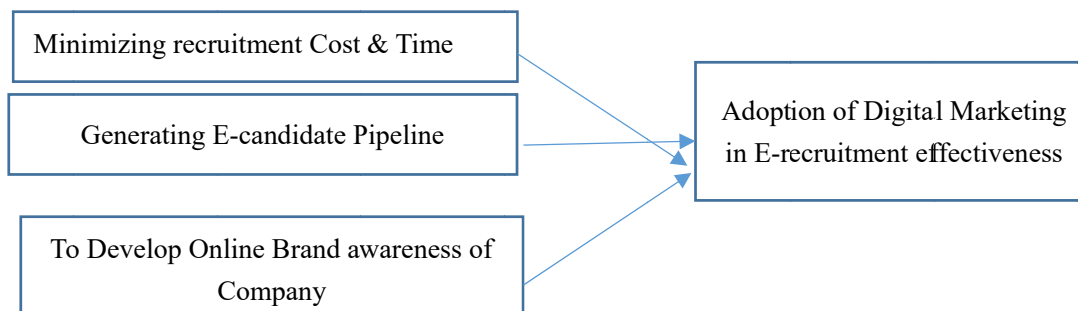 Minimizing recruitment Cost & Time
Generating E-candidate Pipeline
To Develop Online Brand awareness of
Company
Adoption of Digital Marketing
in E-recruitment effectiveness